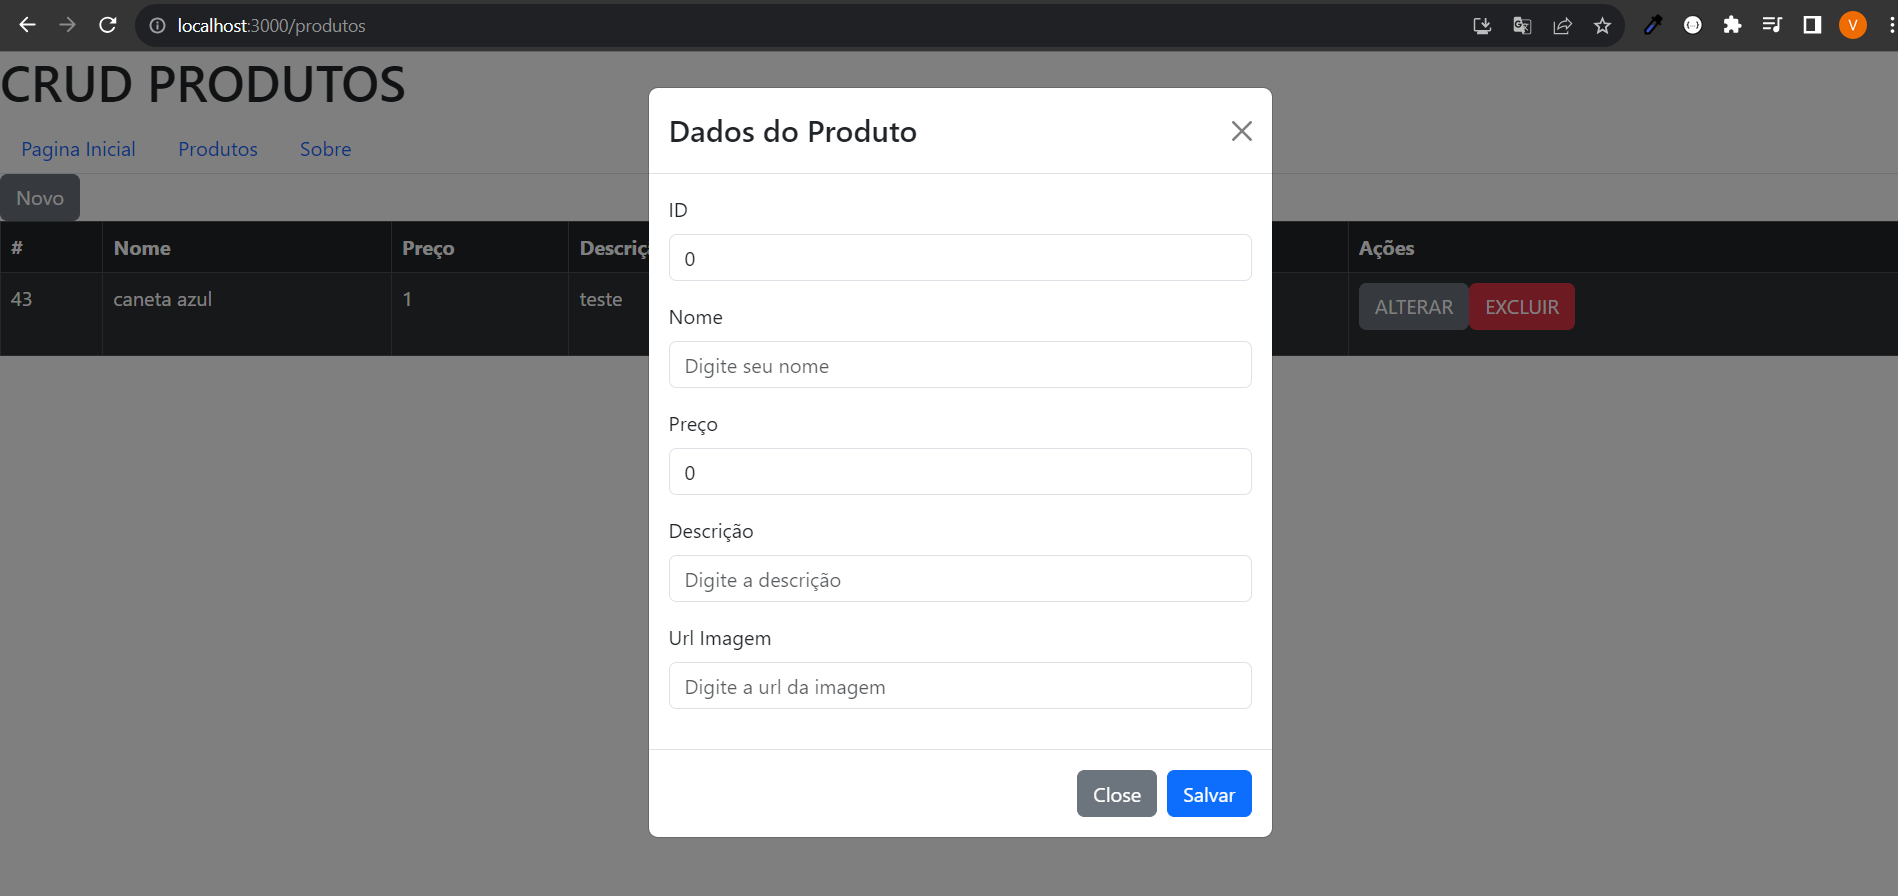 localhost:3000/produtos
V
CRUD PRODUTOS
Pagina Inicial Produtos Sobre
Novo
# Nome Preço Descriç Ações
43 caneta azul 1 teste ALTERAR EXCLUIR
Dados do Produto
ID
0
Nome
Digite seu nome
Preço
0
Descrição
Digite a descrição
Url Imagem
Digite a url da imagem
Close Salvar